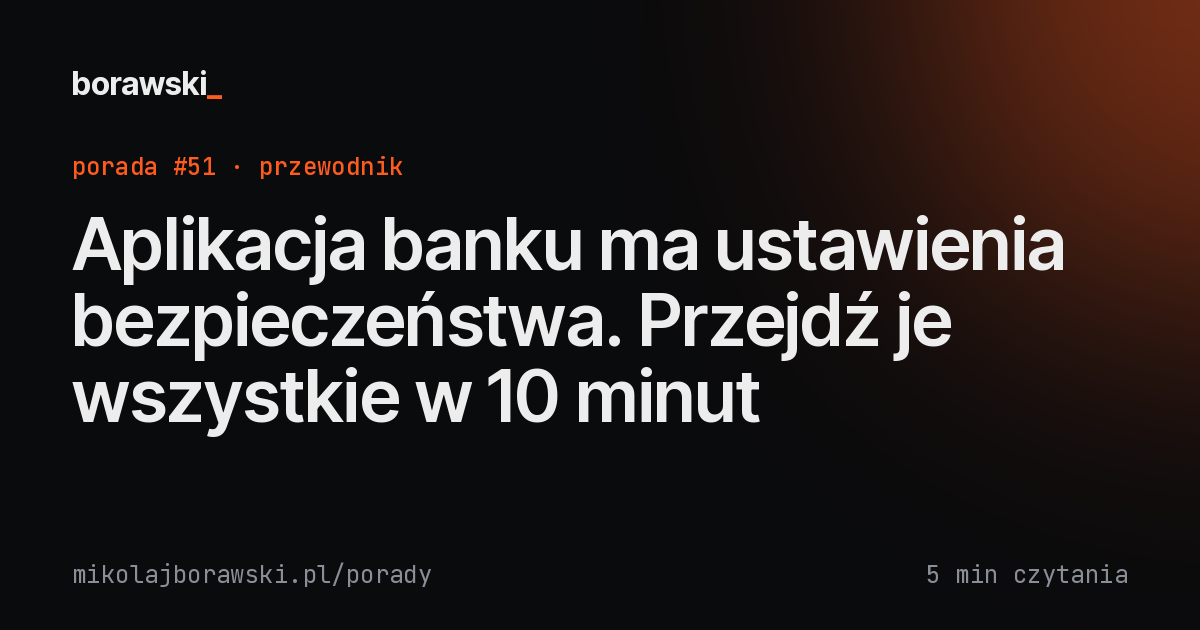 borawski_
porada #51 · przewodnik
Aplikacja banku ma ustawienia
bezpieczeństwa. Przejdź je
wszystkie w 10 minut
mikolajborawski.pl/porady
5 min czytania